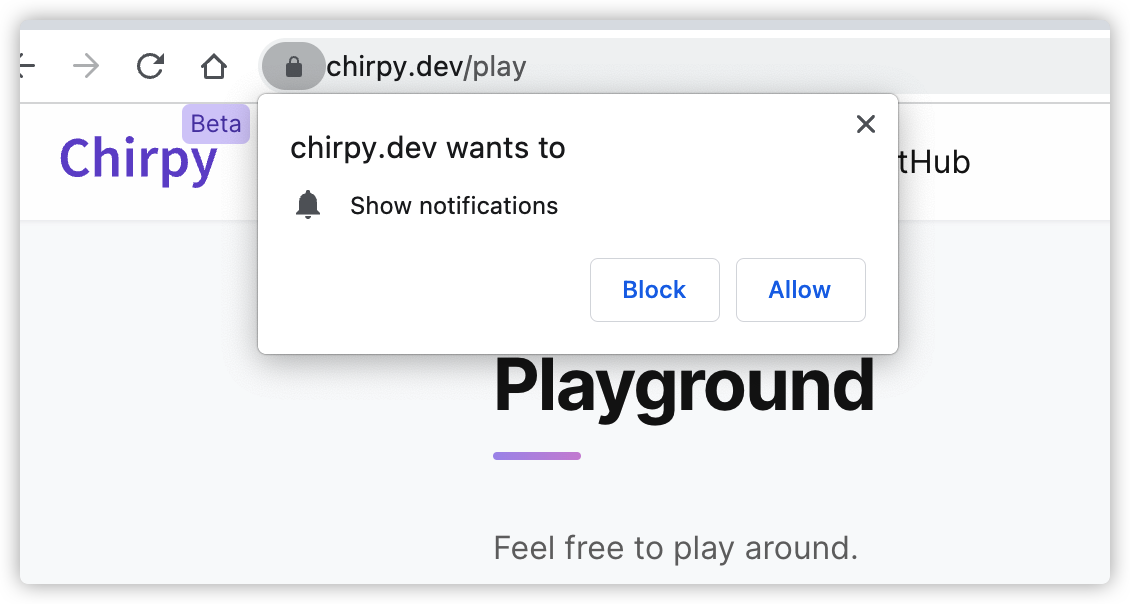 chirpy.dev/play
Beta
Chirpy
tHub
chirpy.dev wants to
Show notifications
Block Allow
Playground
Feel free to play around.